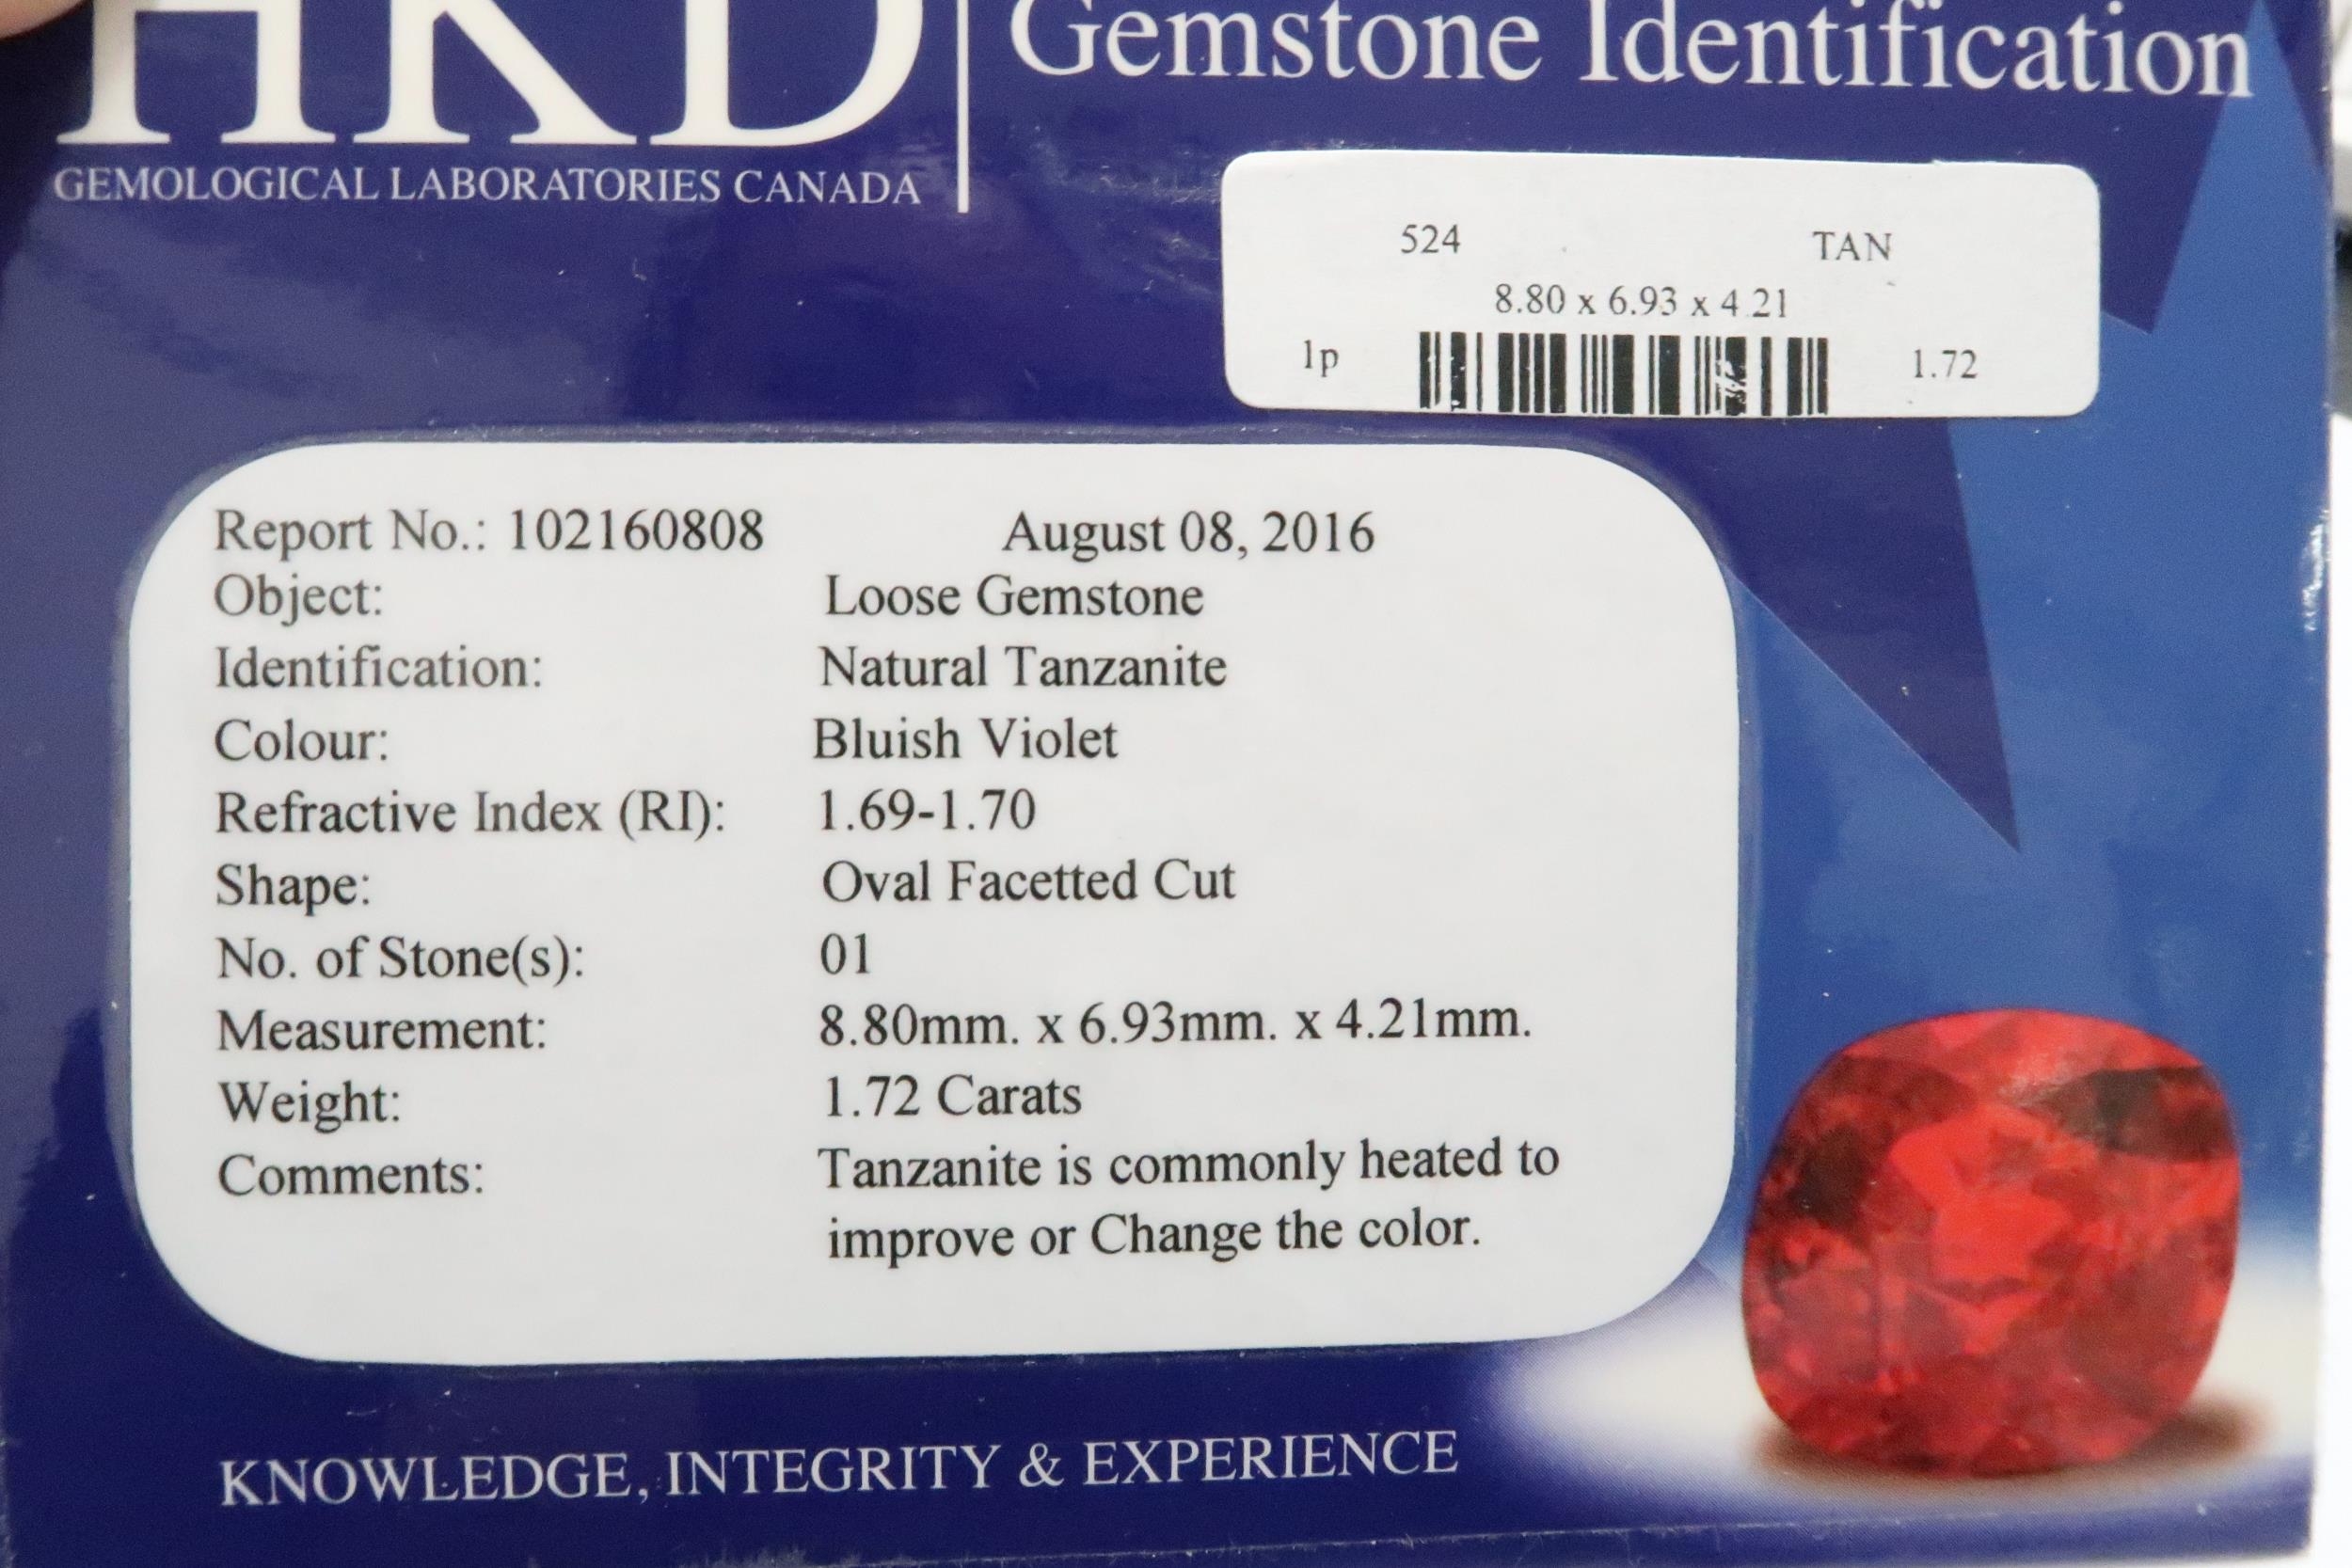 HKD
Gemstone Identification
GEMOLOGICAL LABORATORIES CANADA
524 TAN
8.80 x 6.93 x 4.21
1p 1.72
Report No.: 102160808 August 08, 2016
Object: Loose Gemstone
Identification: Natural Tanzanite
Colour: Bluish Violet
Refractive Index (RI): 1.69-1.70
Shape: Oval Facetted Cut
No. of Stone(s): 01
Measurement: 8.80mm. x 6.93mm. x 4.21mm.
Weight: 1.72 Carats
Comments: Tanzanite is commonly heated to
improve or Change the color.
KNOWLEDGE, INTEGRITY & EXPERIENCE